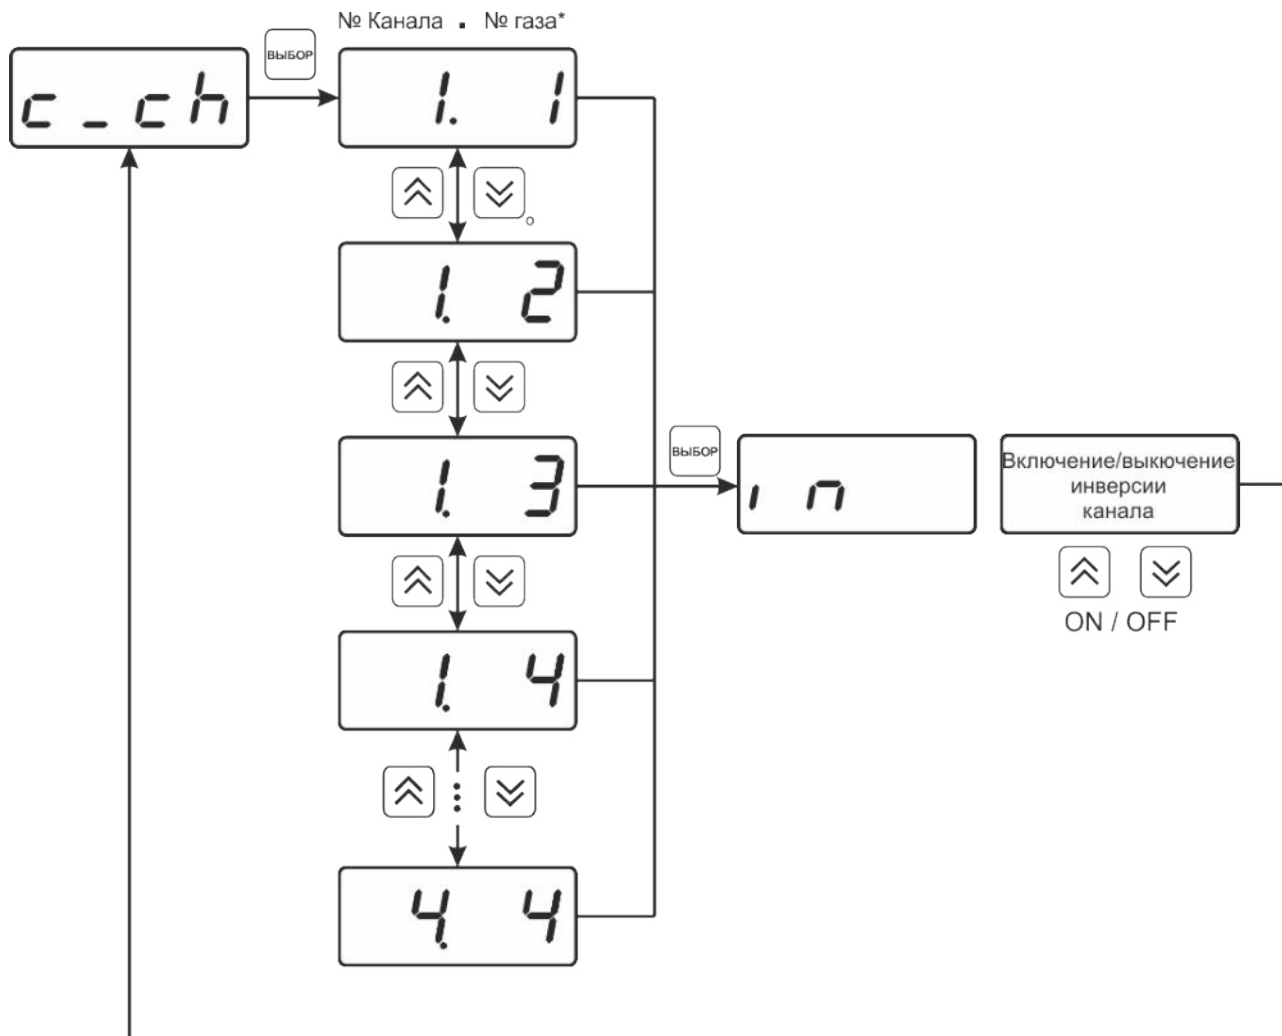 № Канала . № газа*
ВЫБОР
c_ch
1. 1
1. 2
1. 3
ВЫБОР
in
Включение/выкючение
инверсии
канала
ON / OFF
1. 4
4. 4